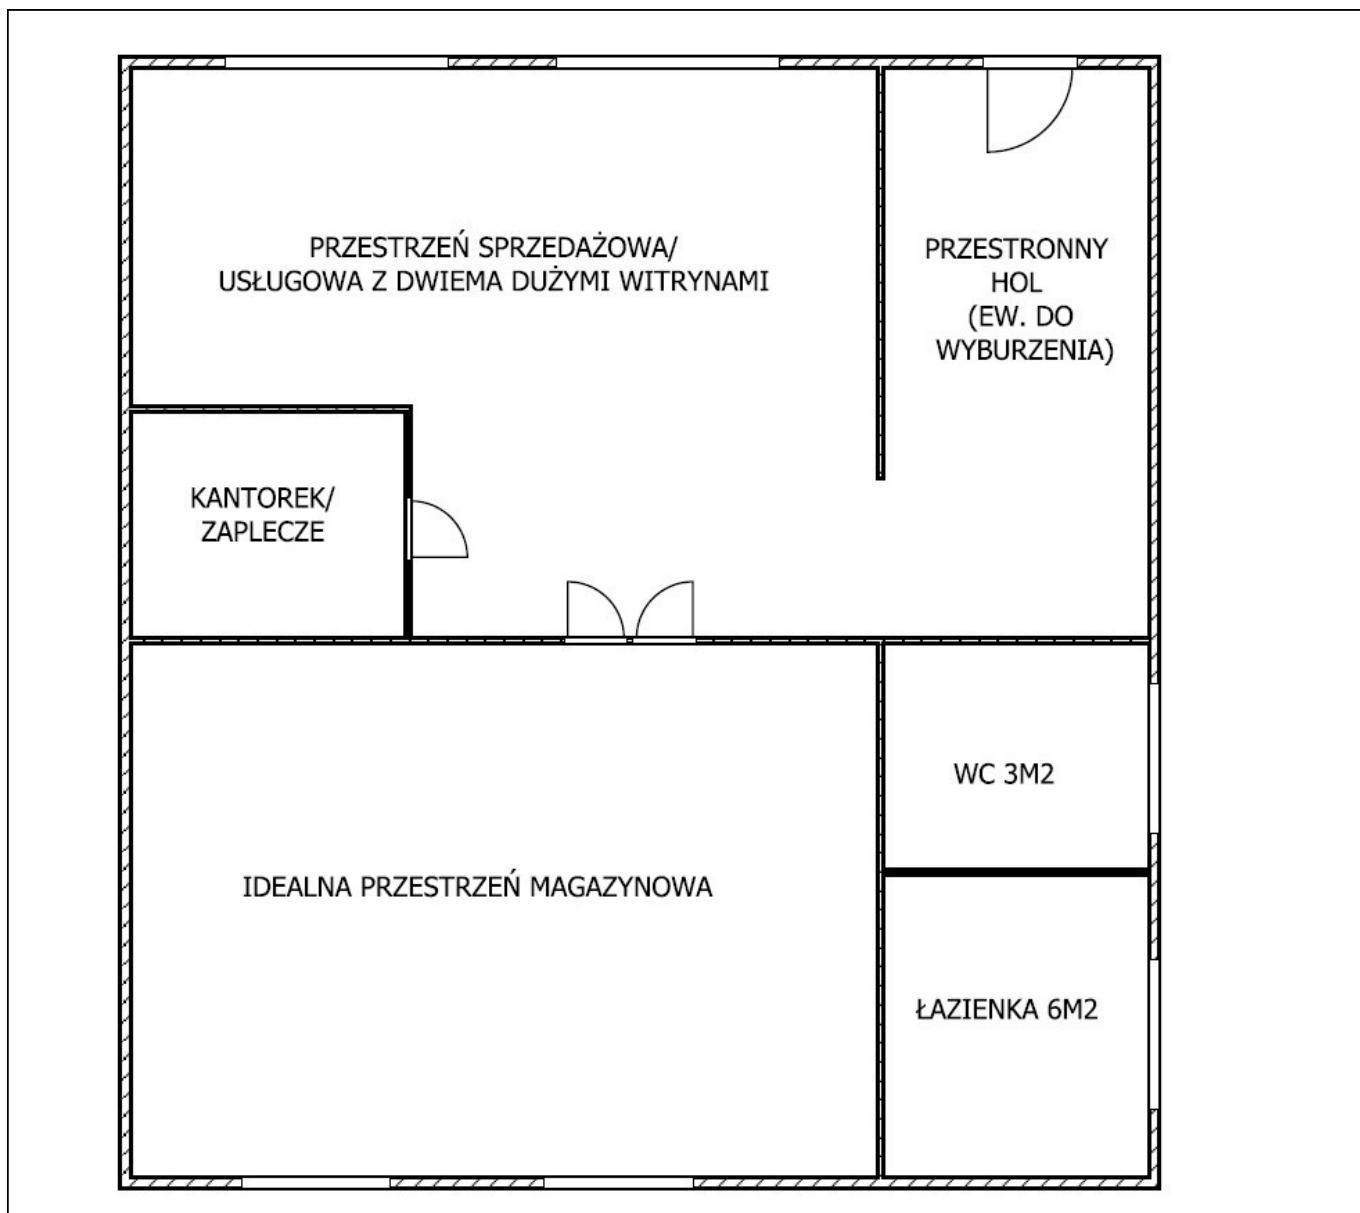 PRZESTRZEŃ SPRZEDAŻOWA/
USŁUGOWA Z DWIEMA DUŻYMI WITRYNAMI
PRZESTRONNY
HOL
(EW. DO
WYBURZENIA)
KANTOREK/
ZAPLECZE
WC 3M2
IDEALNA PRZESTRZEŃ MAGAZYNOWA
ŁAZIENKA 6M2